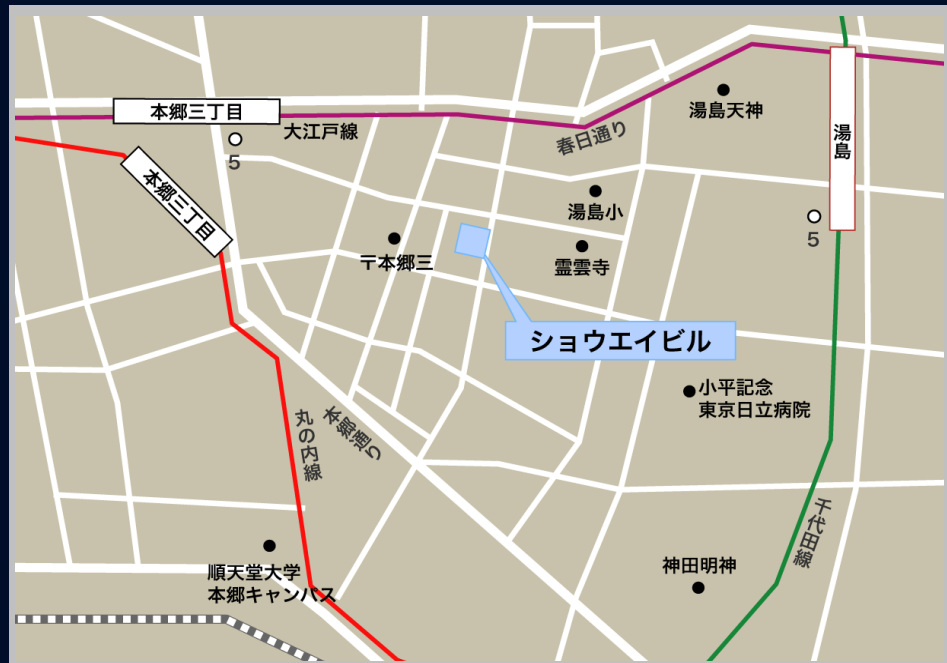 本郷三丁目
大江戸線
5
本郷三丁目
春日通り
湯島天神
湯島
5
湯島小
霊雲寺
〒本郷三
ショウエイビル
小平記念
東京日立病院
丸の内線
本郷通り
千代田線
神田明神
順天堂大学
本郷キャンパス